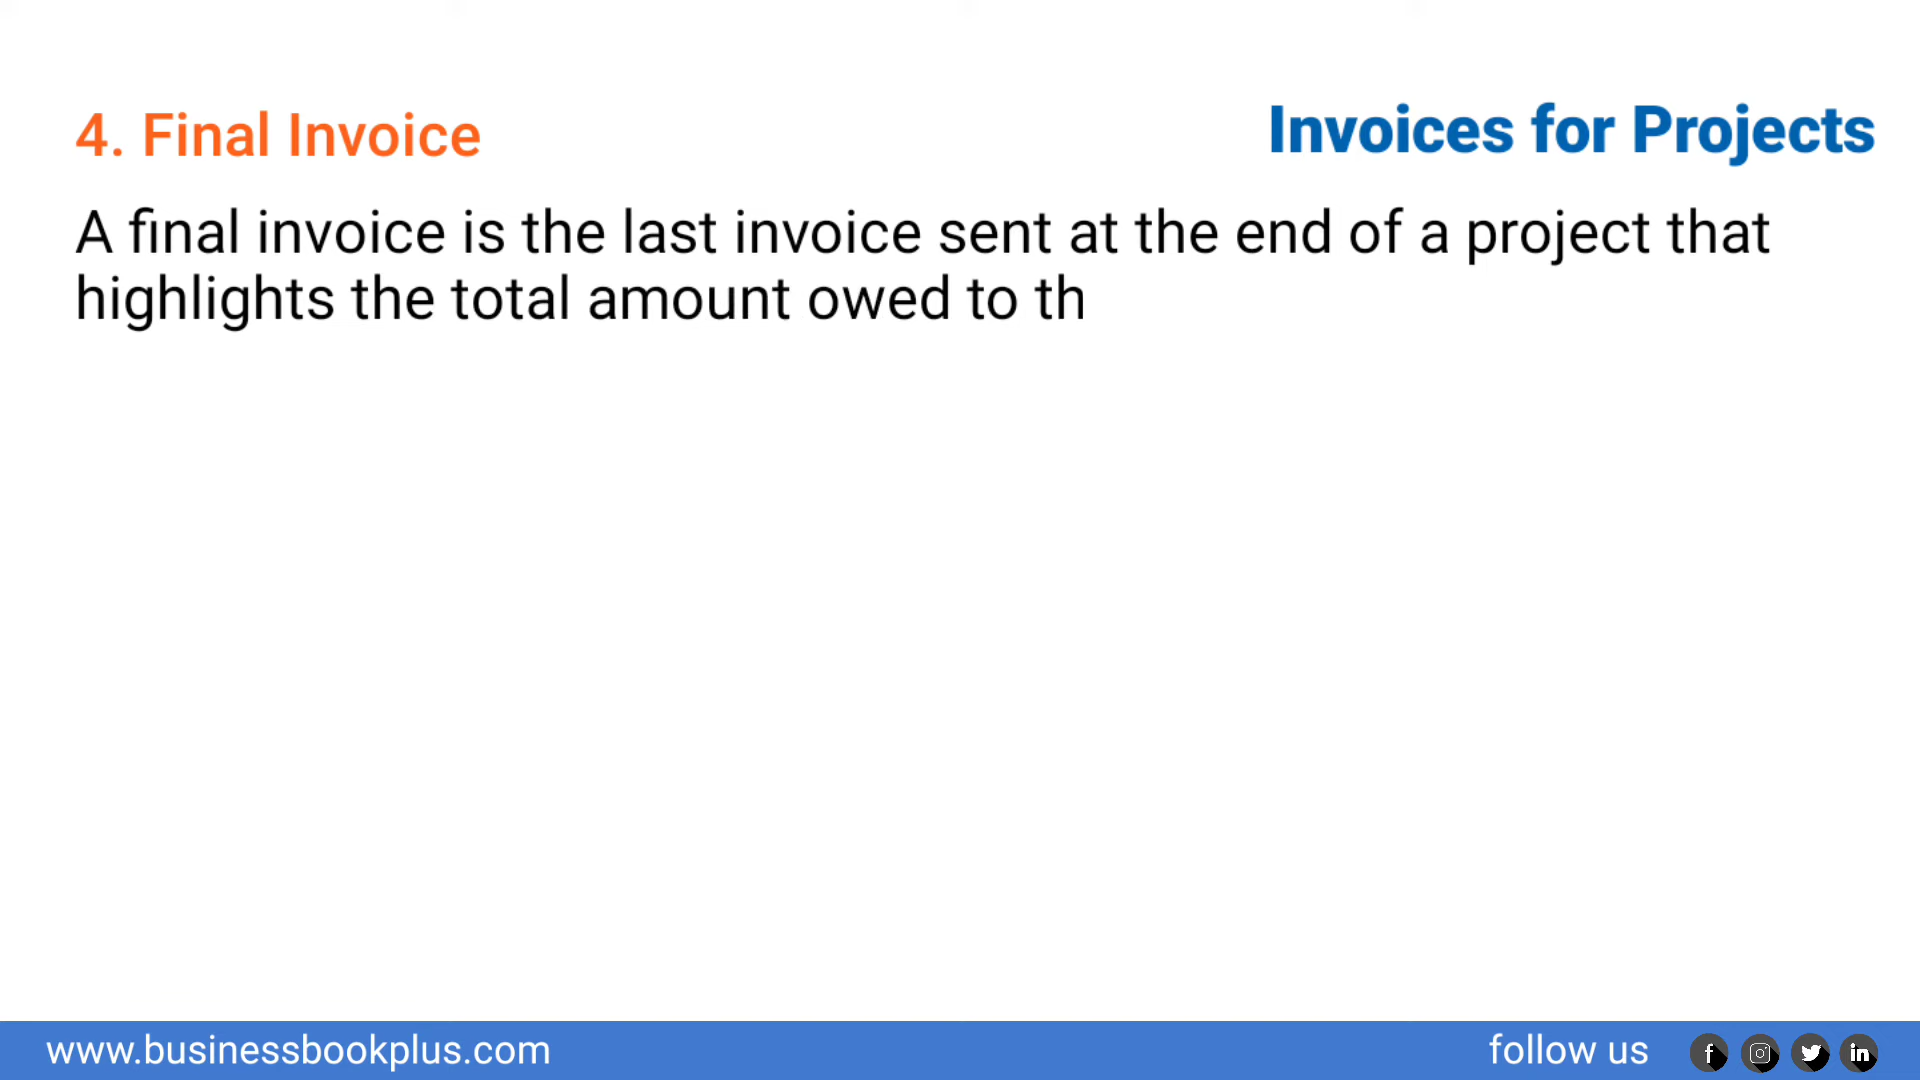 4. Final Invoice
Invoices for Projects
A final invoice is the last invoice sent at the end of a project that
highlights the total amount owed to th
www.businessbookplus.com
follow us